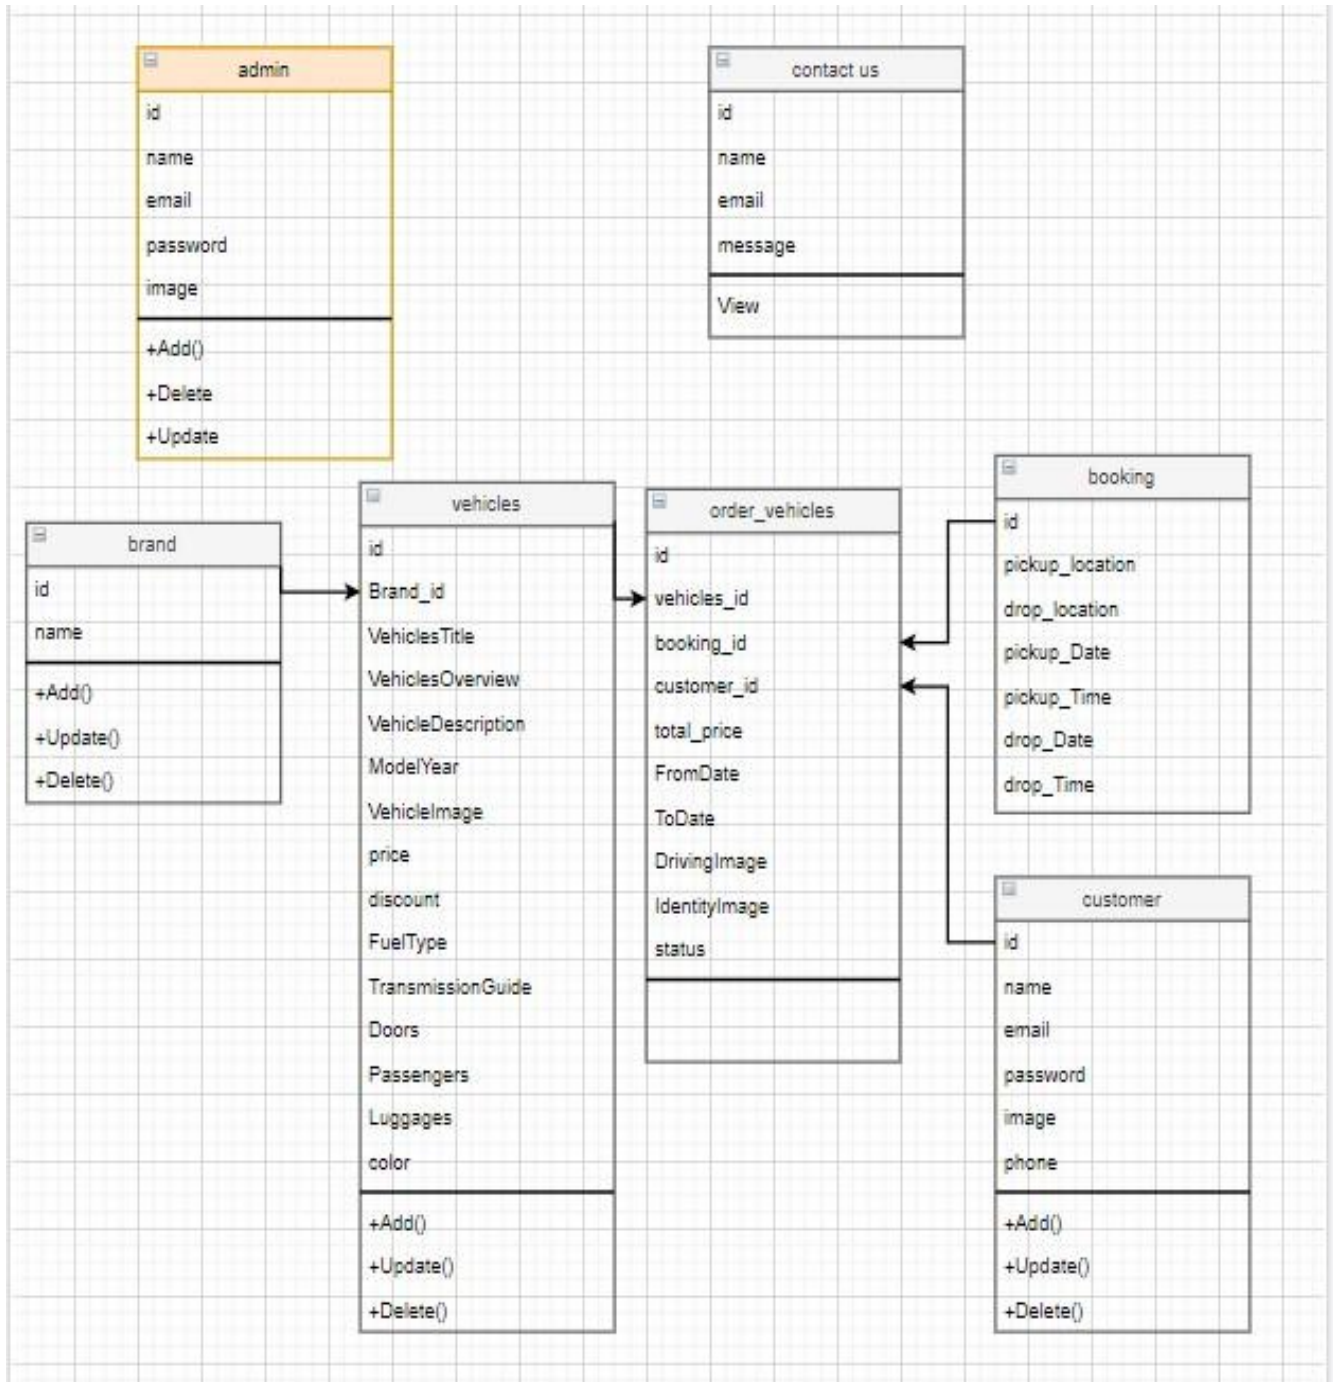 admin
id
name
email
password
image
+Add()
+Delete
+Update
contact us
id
name
email
message
View
brand
id
name
+Add()
+Update()
+Delete()
vehicles
id
Brand_id
VehiclesTitle
VehiclesOverview
VehicleDescription
ModelYear
VehicleImage
price
discount
FuelType
TransmissionGuide
Doors
Passengers
Luggages
color
+Add()
+Update()
+Delete()
order_vehicles
id
vehicles_id
booking_id
customer_id
total_price
FromDate
ToDate
DrivingImage
IdentityImage
status
booking
id
pickup_location
drop_location
pickup_Date
pickup_Time
drop_Date
drop_Time
customer
id
name
email
password
image
phone
+Add()
+Update()
+Delete()